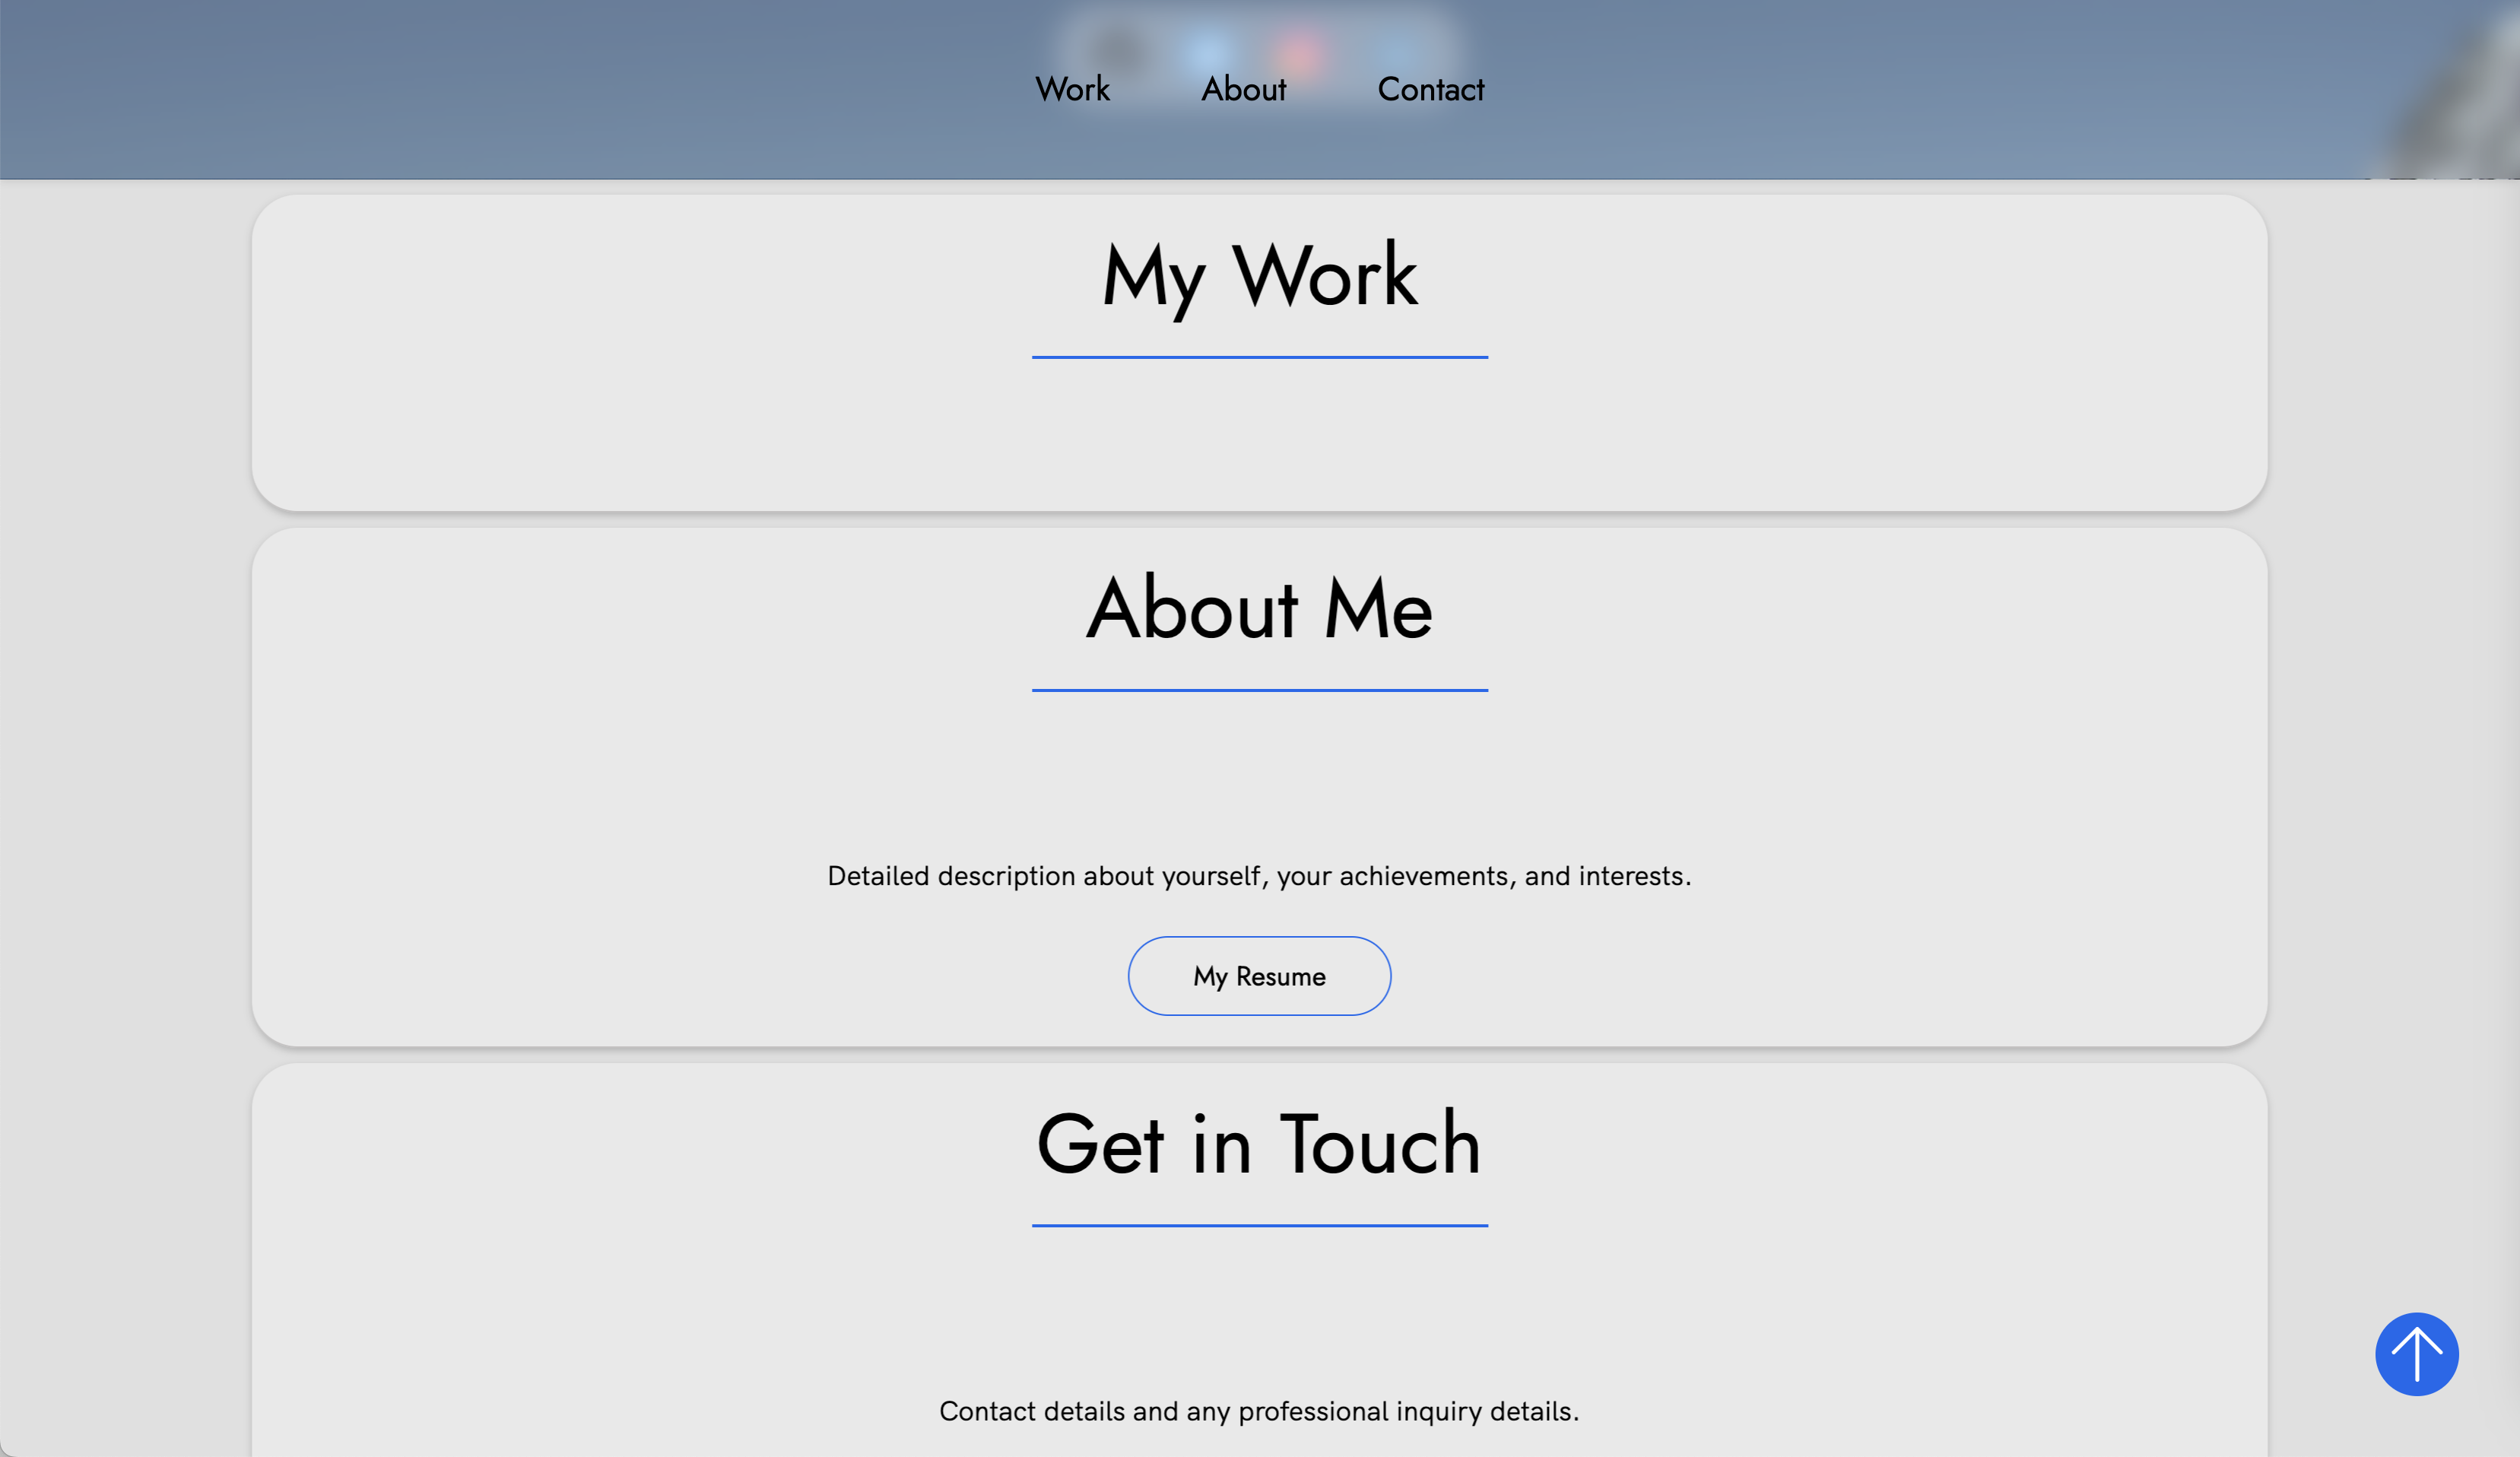 Work About Contact
My Work
About Me
Detailed description about yourself, your achievements, and interests.
My Resume
Get in Touch
Contact details and any professional inquiry details.